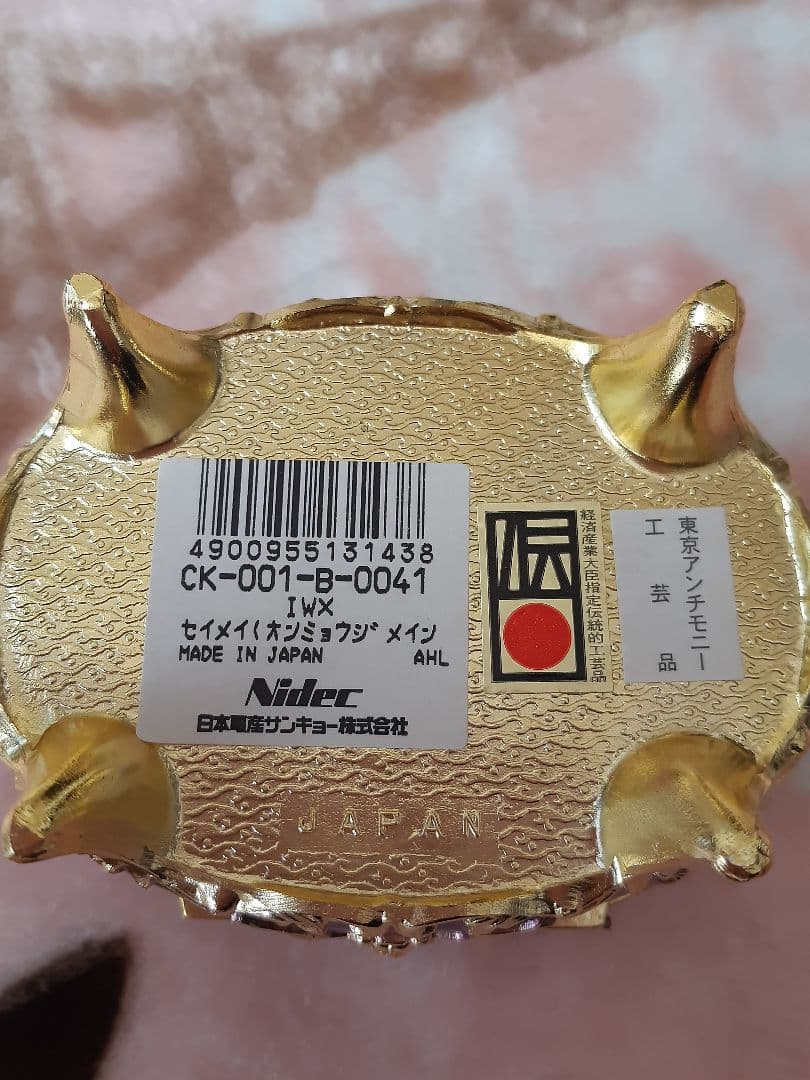 4900955131438
CK-001-B-0041
IWX
セイメイ(オンミョウジ゛メイン
MADE IN JAPAN AHL
Nidec
日本電産サンキョー株式会社
伝
経済産業大臣指定伝統的工芸品
東京アンチモニー
工芸品
JAPAN